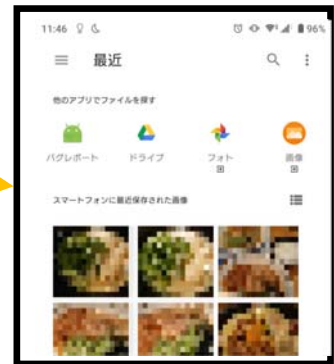 11:46 96%
最近
他のアプリでファイルを探す
バグレポート ドライブ フォト 画像
スマートフォンに最近保存された画像